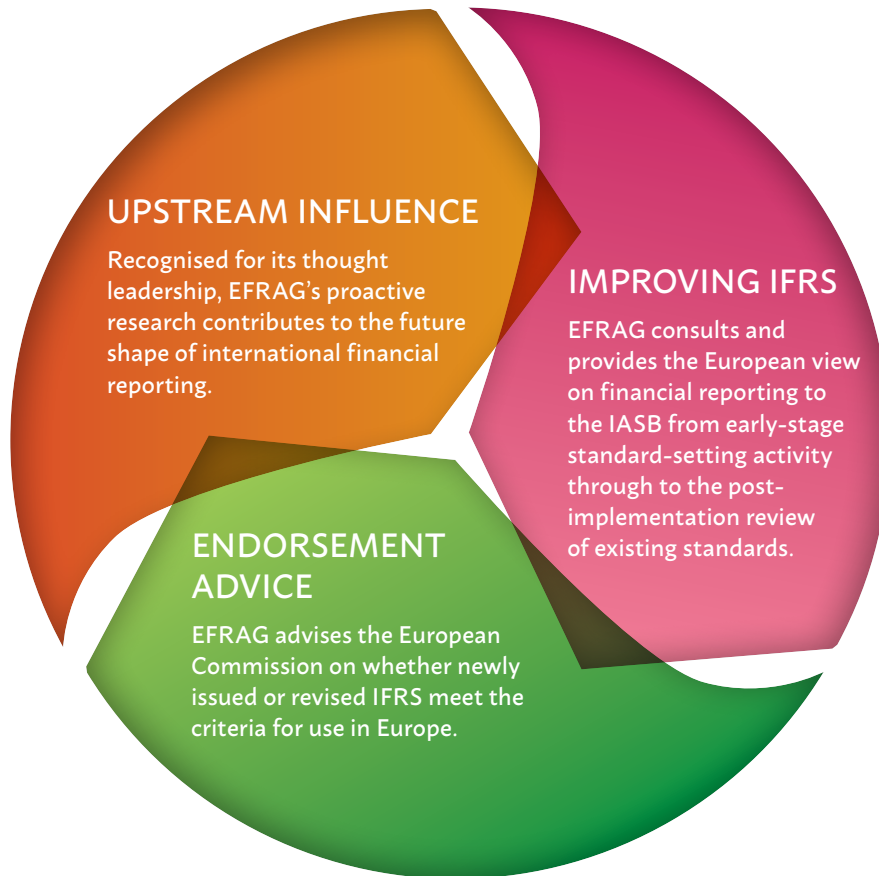 UPSTREAM INFLUENCE
Recognised for its thought
leadership, EFRAG's proactive
research contributes to the future
shape of international financial
reporting.
IMPROVING IFRS
EFRAG consults and
provides the European view
on financial reporting to
the IASB from early-stage
standard-setting activity
through to the post-
implementation review
of existing standards.
ENDORSEMENT
ADVICE
EFRAG advises the European
Commission on whether newly
issued or revised IFRS meet the
criteria for use in Europe.